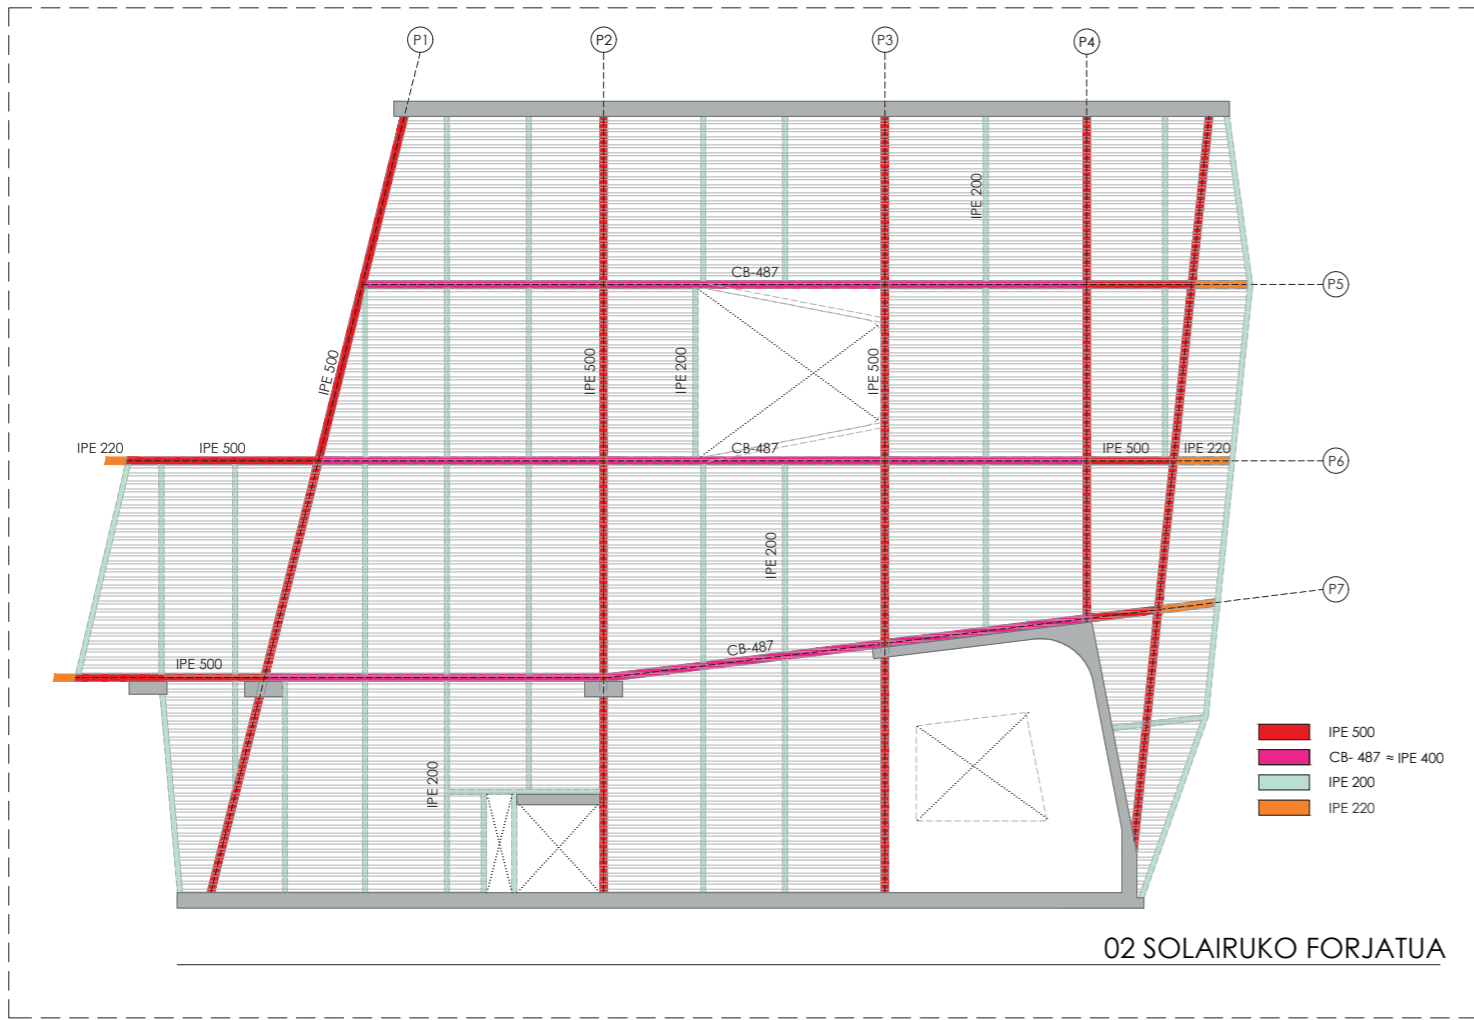 P1
P2
P3
P4
IPE 200
CB-487
P5
IPE 500
IPE 500
IPE 200
IPE 500
IPE 220
IPE 500
CB-487
IPE 500
IPE 220
P6
IPE 200
P7
IPE 500
CB-487
IPE 200
IPE 500
CB- 487 ≈ IPE 400
IPE 200
IPE 220
02 SOLAIRUKO FORJATUA